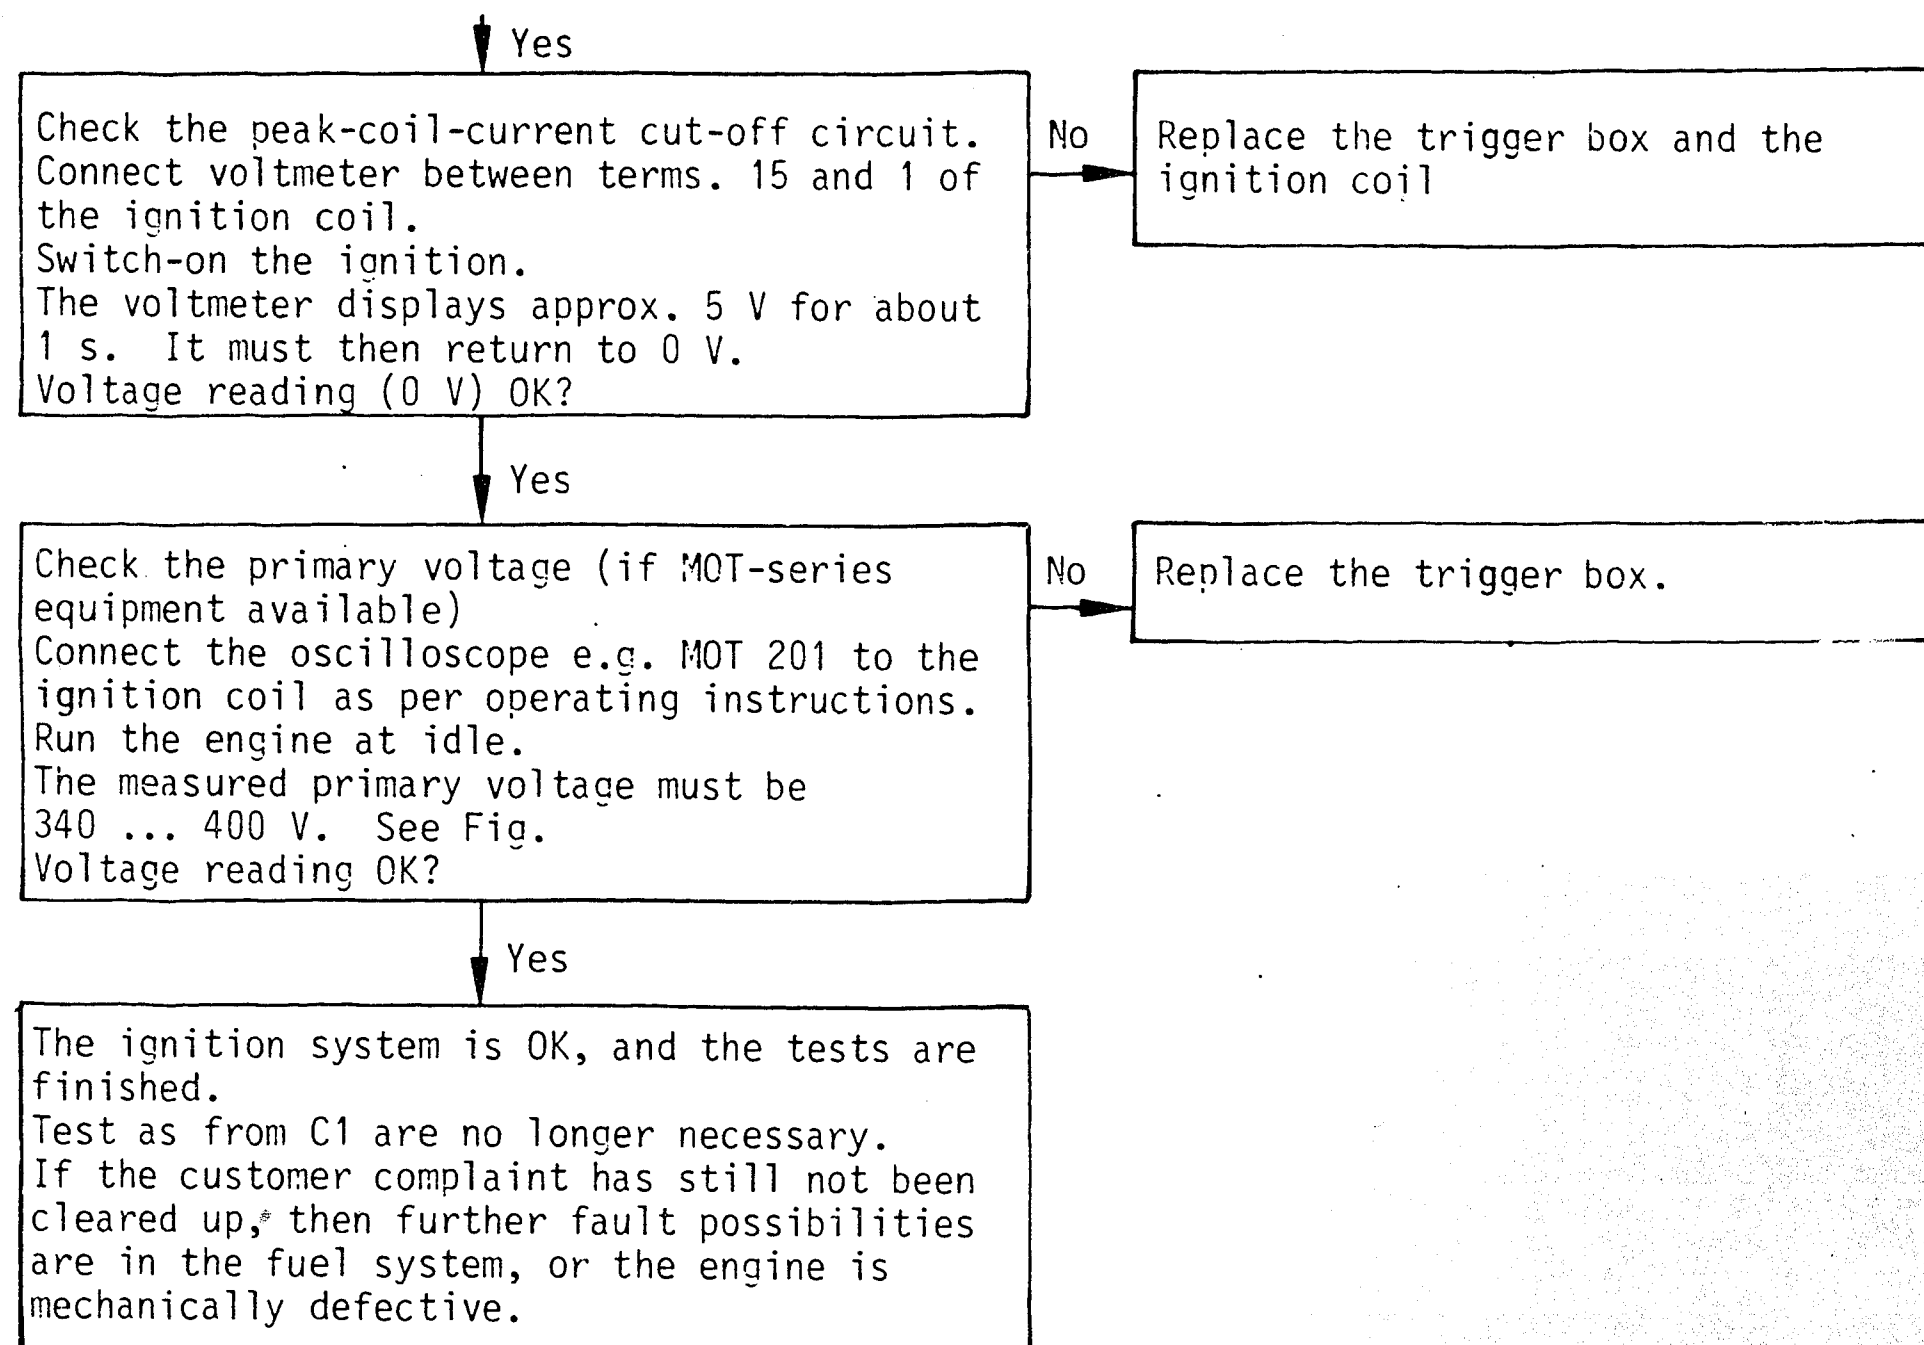 Yes
Check the peak-coil-current cut-off circuit.
Connect voltmeter between terms. 15 and 1 of
the ignition coil.
Switch-on the ignition.
The voltmeter displays approx. 5 V for about
1 s. It must then return to 0 V.
Voltage reading (0 V) OK?
No
Replace the trigger box and the
ignition coil
Yes
Check the primary voltage (if MOT-series
equipment available)
Connect the oscilloscope e.g. MOT 201 to the
ignition coil as per operating instructions.
Run the engine at idle.
The measured primary voltage must be
340 ... 400 V. See Fig.
Voltage reading OK?
No
Replace the trigger box.
Yes
The ignition system is OK, and the tests are
finished.
Test as from C1 are no longer necessary.
If the customer complaint has still not been
cleared up, then further fault possibilities
are in the fuel system, or the engine is
mechanically defective.